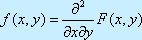 f(x, y) = ∂²/∂x∂y F(x, y)